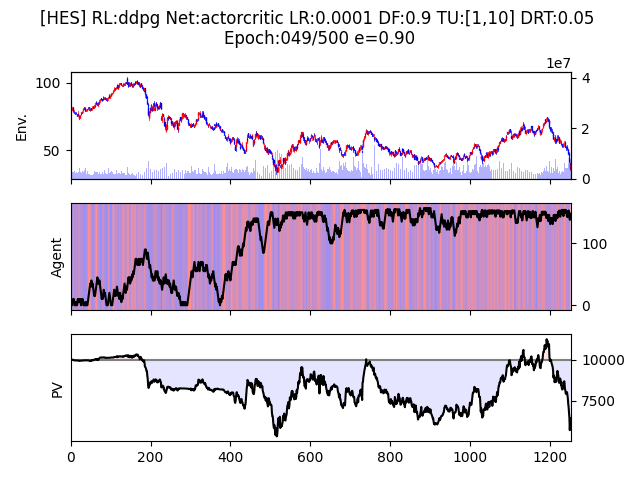 [HES] RL:ddpg Net:actorcritic LR:0.0001 DF:0.9 TU:[1,10] DRT:0.05
Epoch:049/500 e=0.90
1e7
100
50
Env.
4
2
0
Agent
100
0
PV
10000
7500
0 200 400 600 800 1000 1200